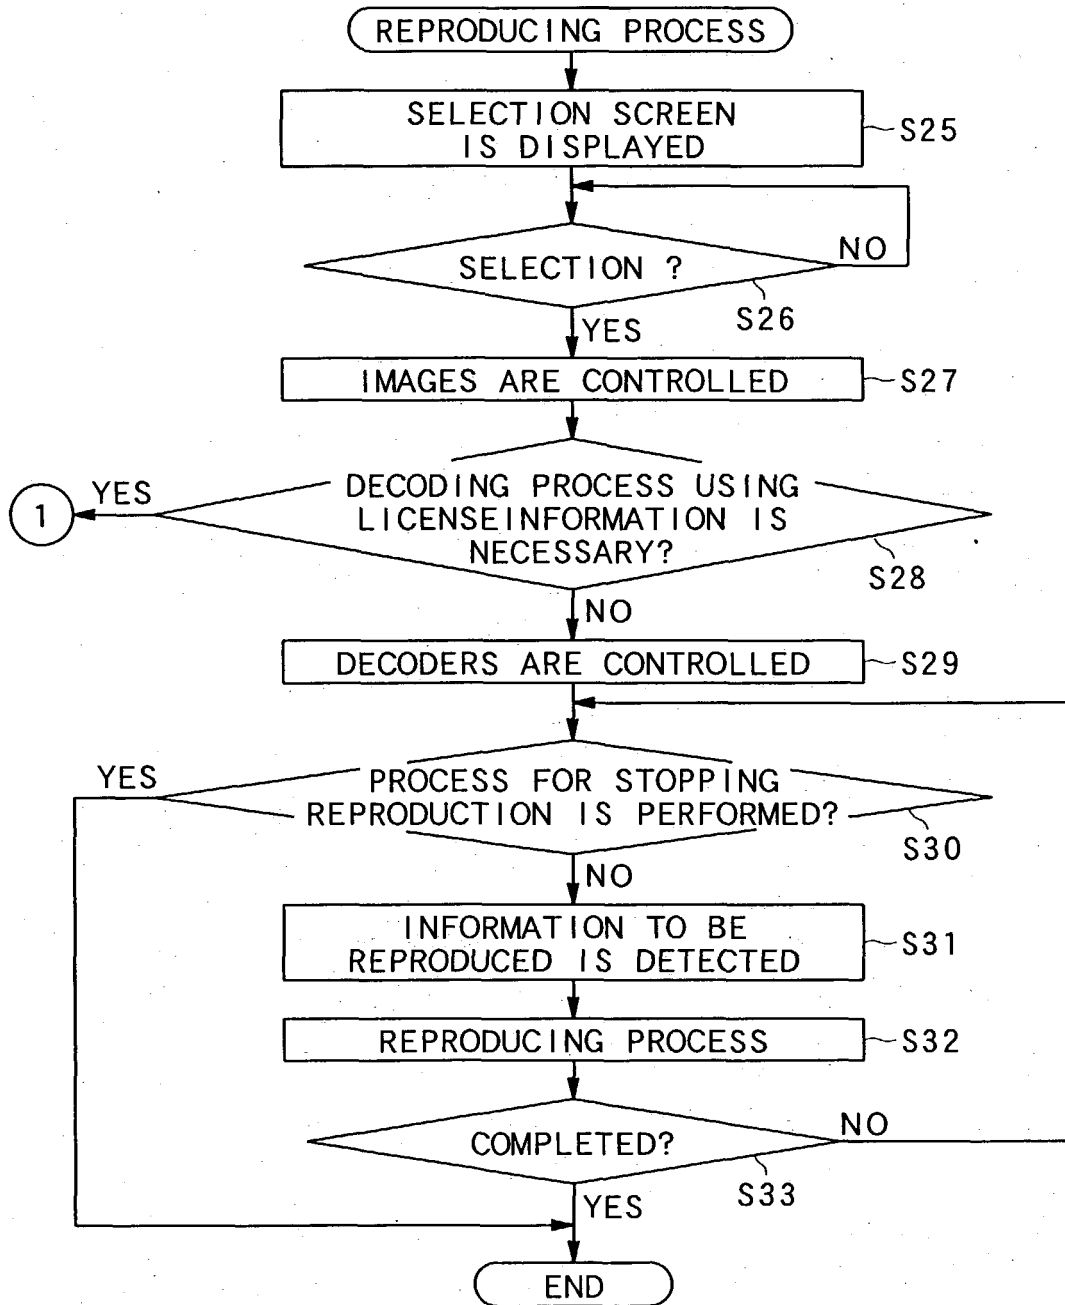 REPRODUCING PROCESS
SELECTION SCREEN
IS DISPLAYED
S25
SELECTION ?
NO
S26
YES
IMAGES ARE CONTROLLED
S27
YES
1
DECODING PROCESS USING
LICENSEINFORMATION IS
NECESSARY?
S28
NO
DECODERS ARE CONTROLLED
S29
YES
PROCESS FOR STOPPING
REPRODUCTION IS PERFORMED?
S30
NO
INFORMATION TO BE
REPRODUCED IS DETECTED
S31
REPRODUCING PROCESS
S32
COMPLETED?
NO
S33
YES
END